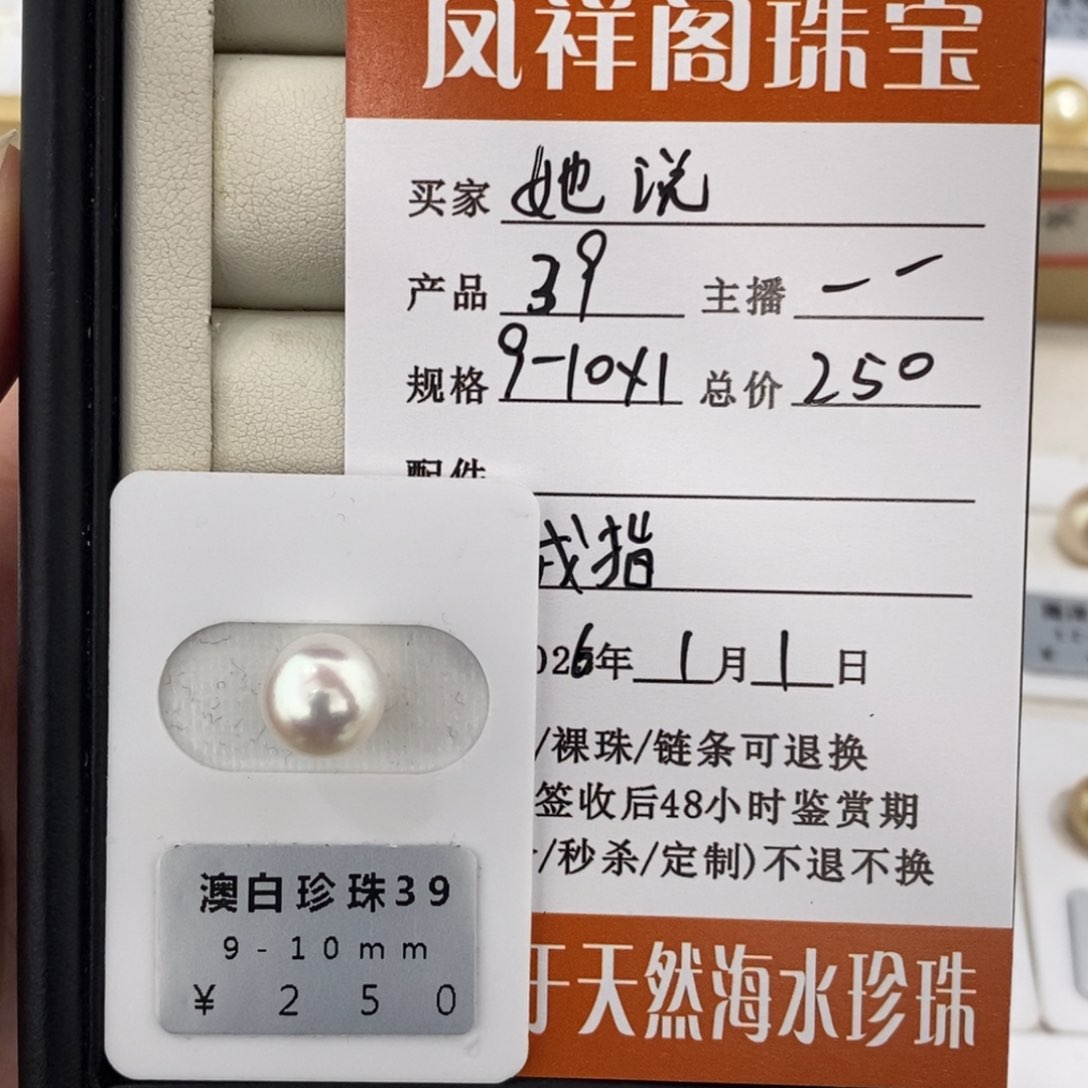 凤祥阁珠宝
买家 她说
产品 39 主播 一一
规格 9-10x1 总价 250
配件
戒指
026年 1月 1日
/裸珠/链条可退换
签收后48小时鉴赏期
/秒杀/定制)不退不换
于天然海水珍珠
澳白珍珠39
9-10mm
¥ 250